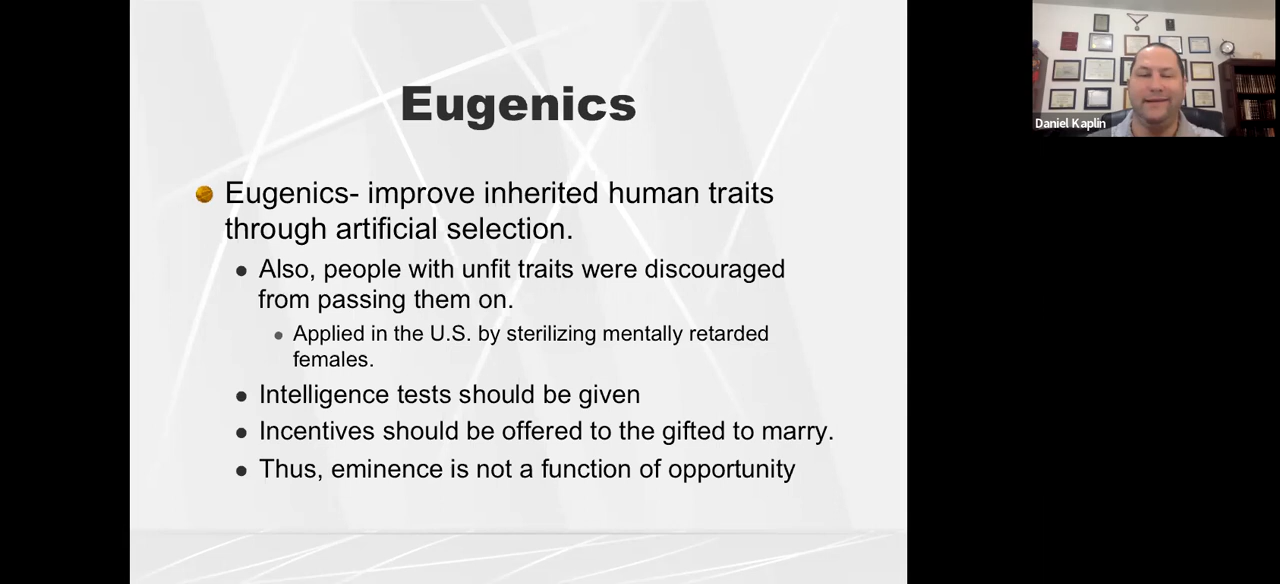 Eugenics
Eugenics- improve inherited human traits
through artificial selection.
Also, people with unfit traits were discouraged
from passing them on.
Applied in the U.S. by sterilizing mentally retarded
females.
Intelligence tests should be given
Incentives should be offered to the gifted to marry.
Thus, eminence is not a function of opportunity
Daniel Kaplin